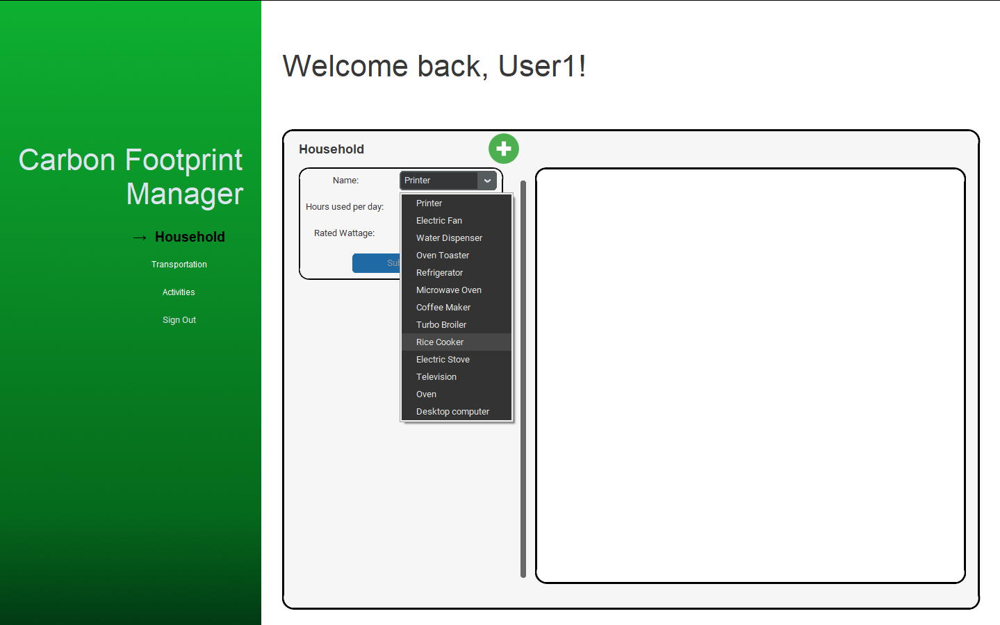 Carbon Footprint
Manager
→ Household
Transportation
Activities
Sign Out
Welcome back, User1!
Household
Name:
Printer
Hours used per day:
Rated Wattage:
Sub
Printer
Electric Fan
Water Dispenser
Oven Toaster
Refrigerator
Microwave Oven
Coffee Maker
Turbo Broiler
Rice Cooker
Electric Stove
Television
Oven
Desktop computer